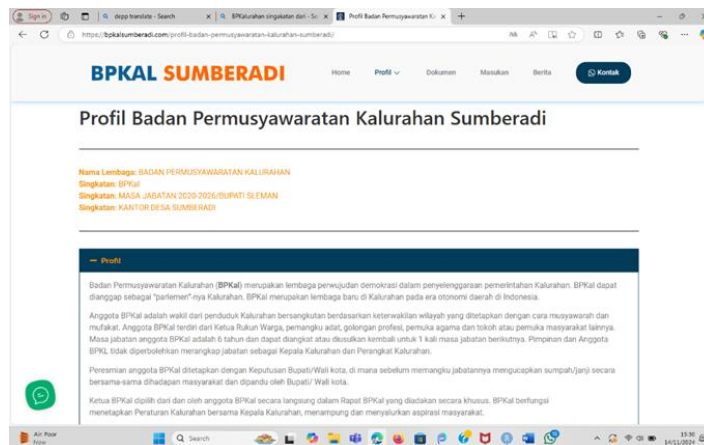 Sign in
depp translate - Search
BPKalurahan singakatan dari - Se
Profil Badan Permusyawaratan Ka
https://bpkalsumberadi.com/profil-badan-permusyawaratan-kalurahan-sumberadi/
BPKAL SUMBERADI
Home
Profil
Dokumen
Masukan
Berita
Kontak
Profil Badan Permusyawaratan Kalurahan Sumberadi
Nama Lembaga: BADAN PERMUSYAWARATAN KALURAHAN
Singkatan: BPKal
Singkatan: MASA JABATAN 2020-2026/BUPATI SLEMAN
Singkatan: KANTOR DESA SUMBERADI
Profil
Badan Permusyawaratan Kalurahan (BPKal) merupakan lembaga perwujudan demokrasi dalam penyelenggaraan pemerintahan Kalurahan. BPKal dapat
dianggap sebagai "parlemen"-nya Kalurahan. BPKal merupakan lembaga baru di Kalurahan pada era otonomi daerah di Indonesia.
Anggota BPKal adalah wakil dari penduduk Kalurahan bersangkutan berdasarkan keterwakilan wilayah yang ditetapkan dengan cara musyawarah dan
mufakat. Anggota BPKal terdiri dari Ketua Rukun Warga, pemangku adat, golongan profesi, pemuka agama dan tokoh atau pemuka masyarakat lainnya.
Masa jabatan anggota BPKal adalah 6 tahun dan dapat diangkat atau diusulkan kembali untuk 1 kali masa jabatan berikutnya. Pimpinan dan Anggota
BPKL tidak diperbolehkan merangkap jabatan sebagai Kepala Kalurahan dan Perangkat Kalurahan.
Peresmian anggota BPKal ditetapkan dengan Keputusan Bupati/Wali kota, di mana sebelum memangku jabatannya mengucapkan sumpah/janji secara
bersama-sama dihadapan masyarakat dan dipandu oleh Bupati/ Wali kota.
Ketua BPKal dipilih dari dan oleh anggota BPKal secara langsung dalam Rapat BPKal yang diadakan secara khusus. BPKal berfungsi
menetapkan Peraturan Kalurahan bersama Kepala Kalurahan, menampung dan menyalurkan aspirasi masyarakat.
Air: Poor
Now
Search
15:30
14/11/2024